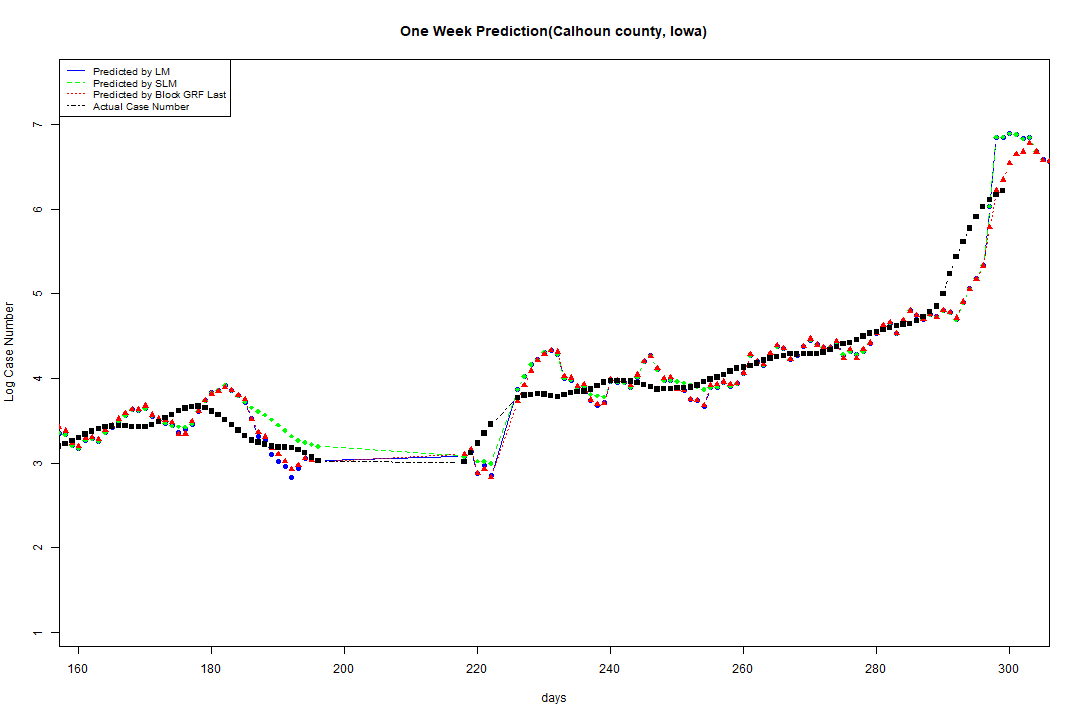 One Week Prediction(Calhoun county, Iowa)
Predicted by LM
Predicted by SLM
Predicted by Block GRF Last
Actual Case Number
Log Case Number
7
6
5
4
3
2
1
160 180 200 220 240 260 280 300
days